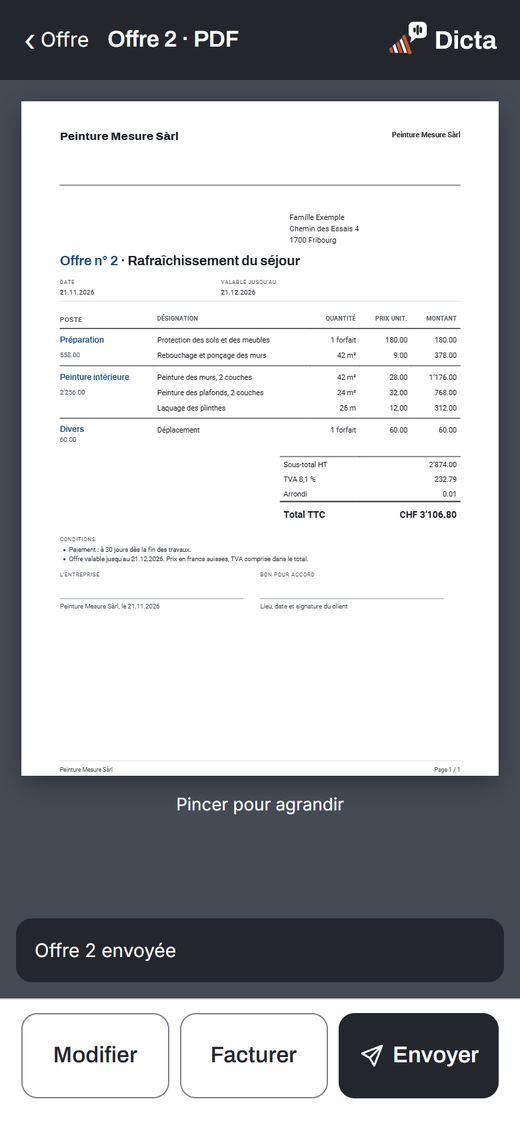 Offre
Offre 2 · PDF
Dicta
Peinture Mesure Sàrl
Peinture Mesure Sàrl
Famille Exemple
Chemin des Essais 4
1700 Fribourg
Offre n° 2 · Rafraîchissement du séjour
DATE VALABLE JUSQU'AU
21.11.2026 21.12.2026
POSTE DÉSIGNATION QUANTITÉ PRIX UNIT. MONTANT
Préparation Protection des sols et des meubles 1 forfait 180.00 180.00
558.00 Rebouchage et ponçage des murs 42 m² 9.00 378.00
Peinture intérieure Peinture des murs, 2 couches 42 m² 28.00 1'176.00
2'256.00 Peinture des plafonds, 2 couches 24 m² 32.00 768.00
Laquage des plinthes 26 m 12.00 312.00
Divers Déplacement 1 forfait 60.00 60.00
60.00
Sous-total HT 2'874.00
TVA 8,1 % 232.79
Arrondi 0.01
Total TTC CHF 3'106.80
CONDITIONS
• Paiement : à 30 jours dès la fin des travaux.
• Offre valable jusqu'au 21.12.2026. Prix en francs suisses, TVA comprise dans le total.
L'ENTREPRISE BON POUR ACCORD
Peinture Mesure Sàrl, le 21.11.2026 Lieu, date et signature du client
Peinture Mesure Sàrl Page 1 / 1
Pincer pour agrandir
Offre 2 envoyée
Modifier
Facturer
Envoyer